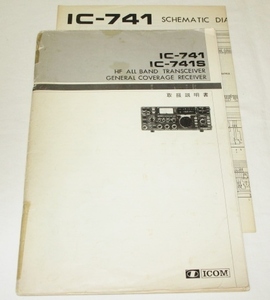 IC-741 SCHEMATIC DIA
IC-741
IC-741S
HF ALL BAND TRANSCEIVER
GENERAL COVERAGE RECEIVER
取扱説明書
ICOM